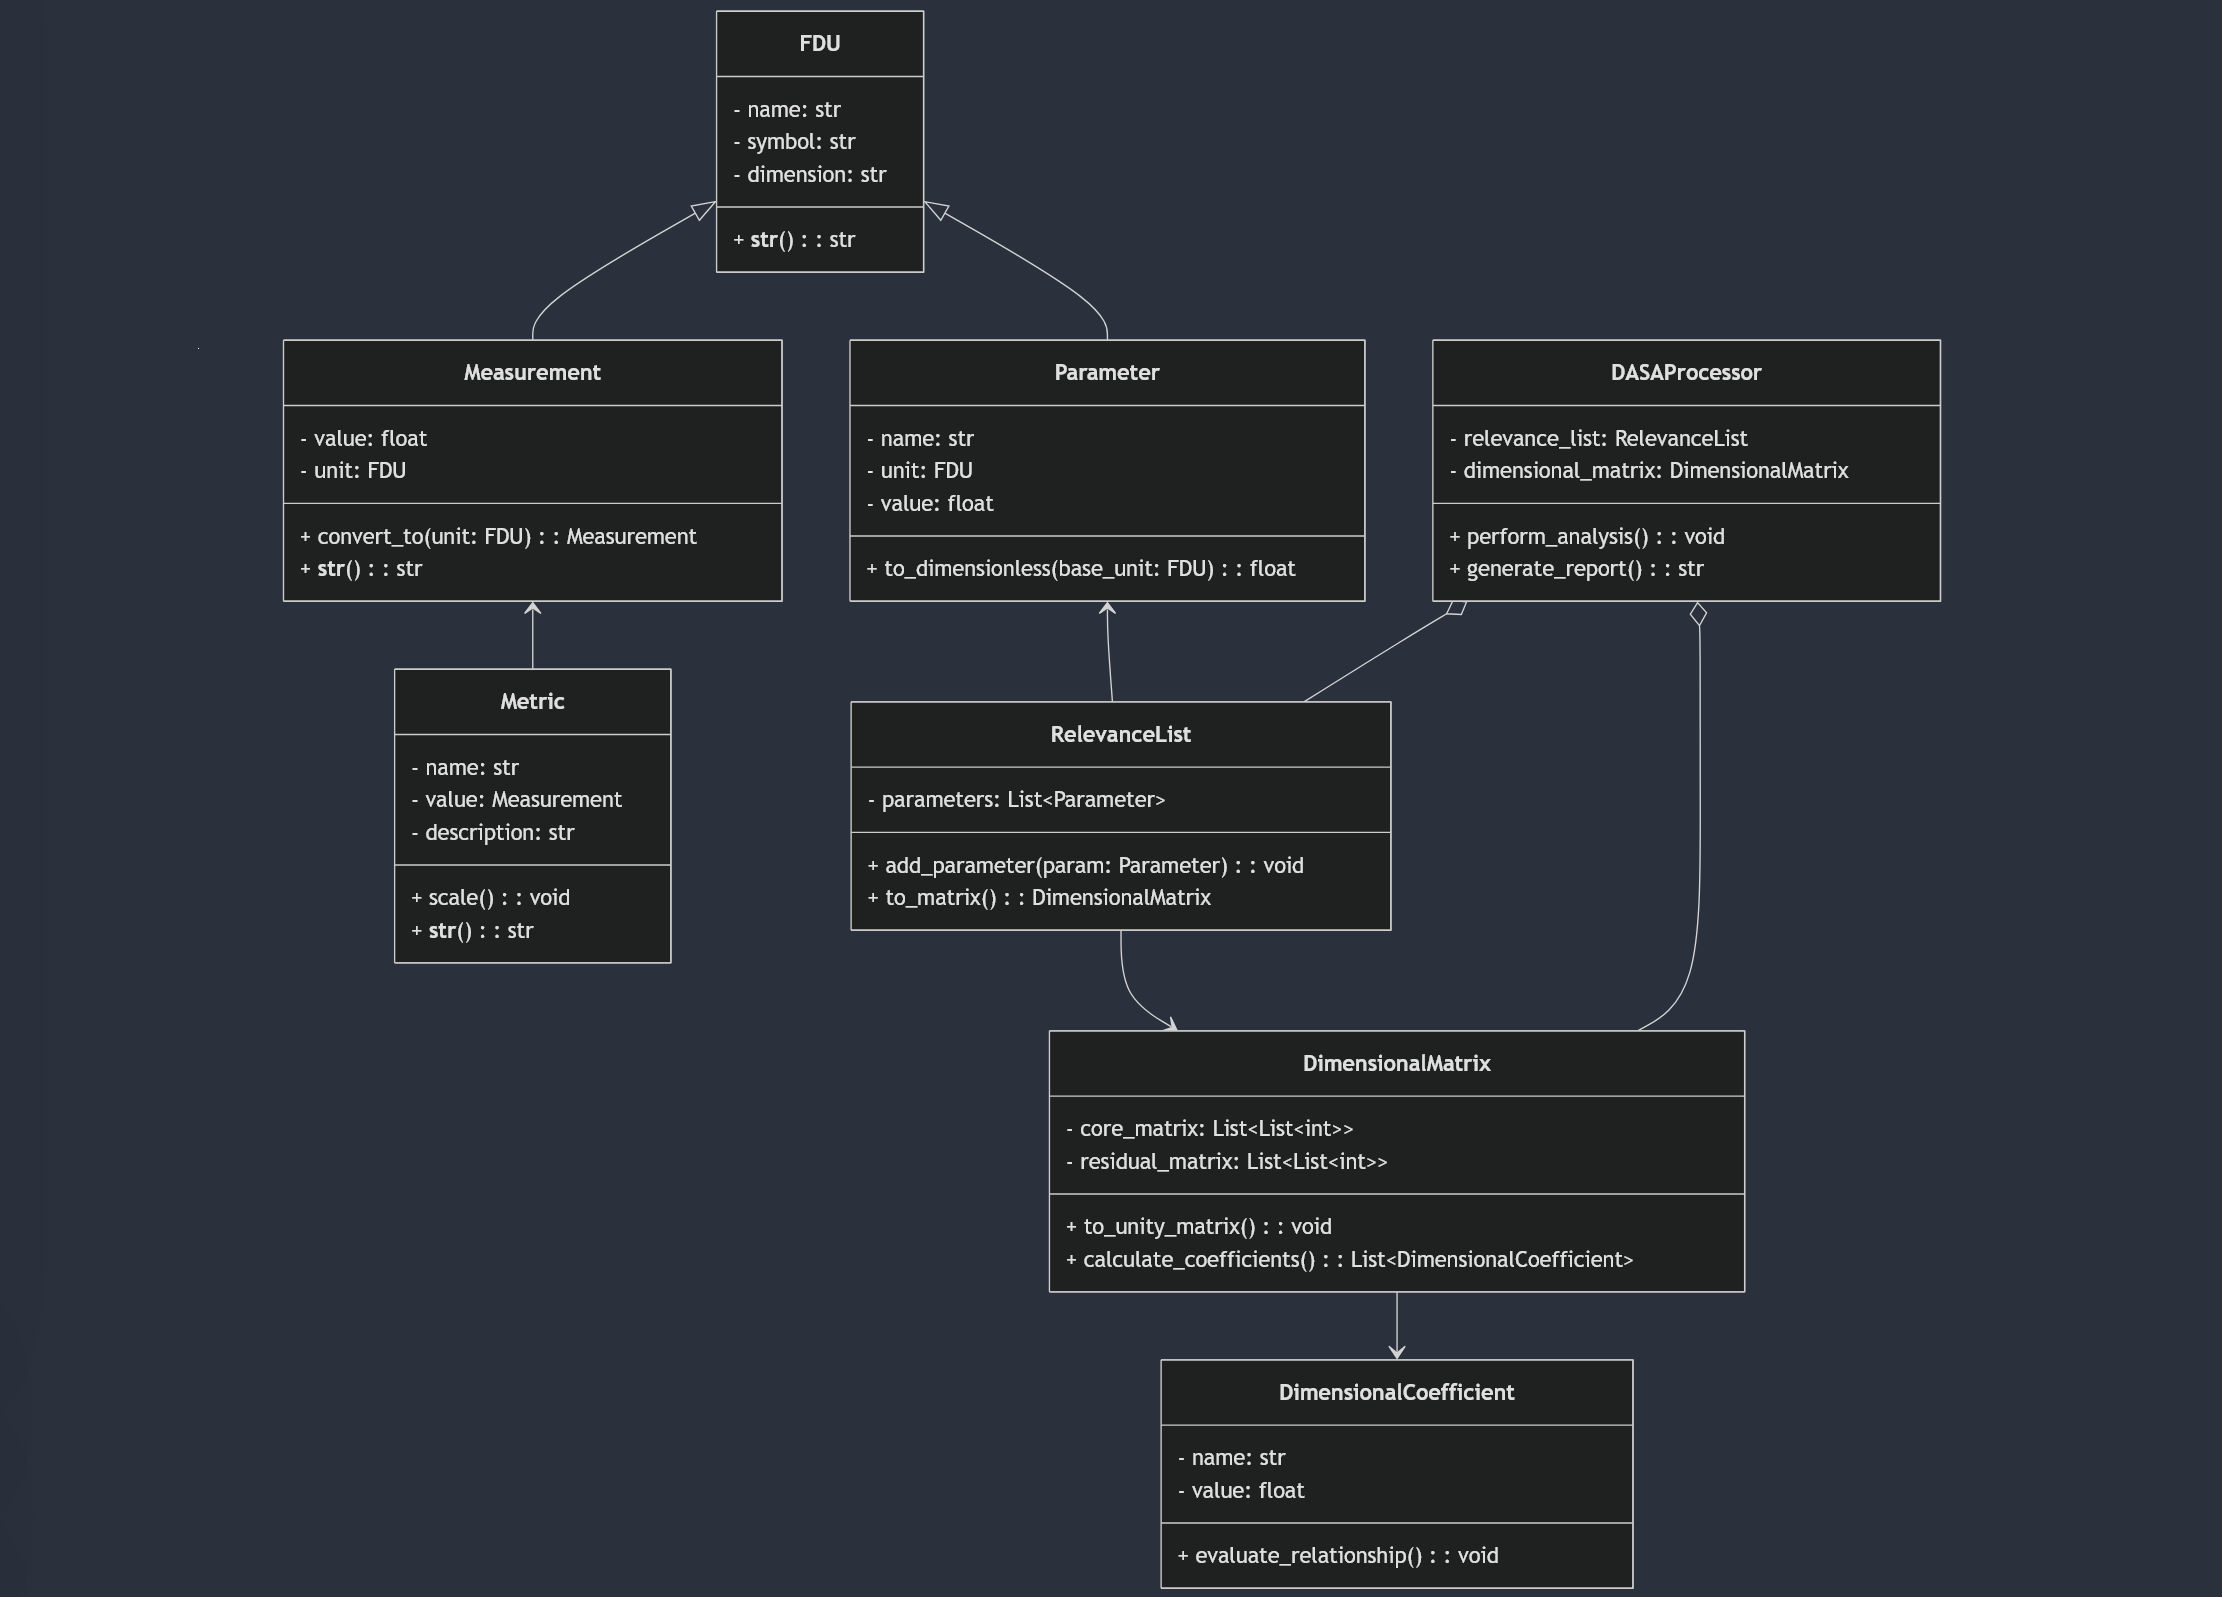 FDU
- name: str
- symbol: str
- dimension: str
+ str() : : str
Measurement
- value: float
- unit: FDU
+ convert_to(unit: FDU) : : Measurement
+ str() : : str
Parameter
- name: str
- unit: FDU
- value: float
+ to_dimensionless(base_unit: FDU) : : float
DASAProcessor
- relevance_list: RelevanceList
- dimensional_matrix: DimensionalMatrix
+ perform_analysis() : : void
+ generate_report() : : str
Metric
- name: str
- value: Measurement
- description: str
+ scale() : : void
+ str() : : str
RelevanceList
- parameters: List<Parameter>
+ add_parameter(param: Parameter) : : void
+ to_matrix() : : DimensionalMatrix
DimensionalMatrix
- core_matrix: List<List<int>>
- residual_matrix: List<List<int>>
+ to_unity_matrix() : : void
+ calculate_coefficients() : : List<DimensionalCoefficient>
DimensionalCoefficient
- name: str
- value: float
+ evaluate_relationship() : : void